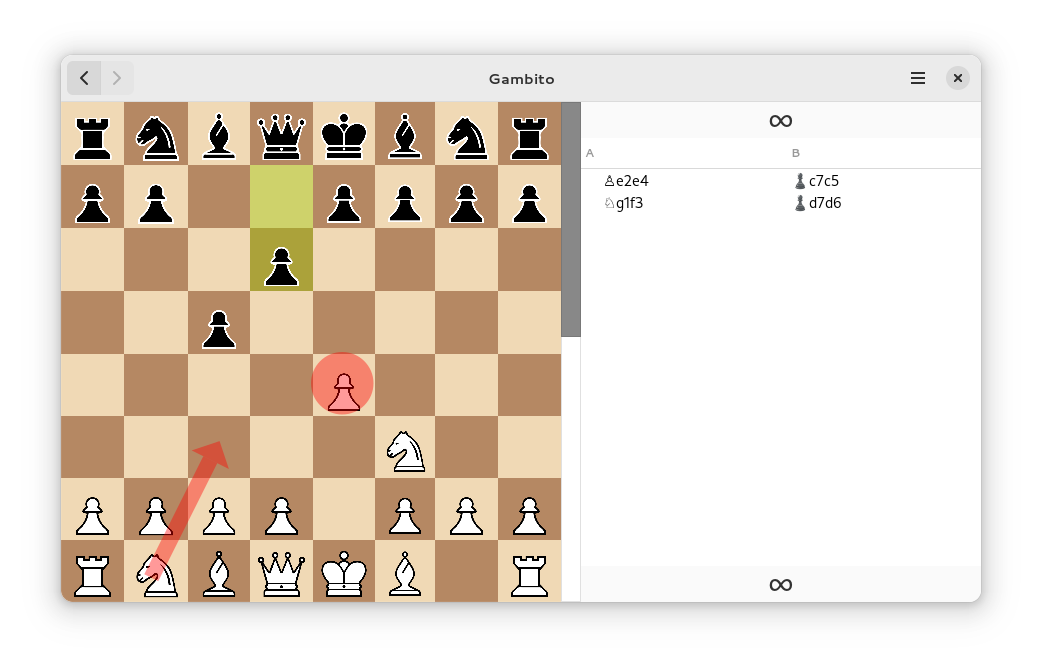 Gambito
∞
A B
♙e2e4 ♟c7c5
♘g1f3 ♟d7d6
∞